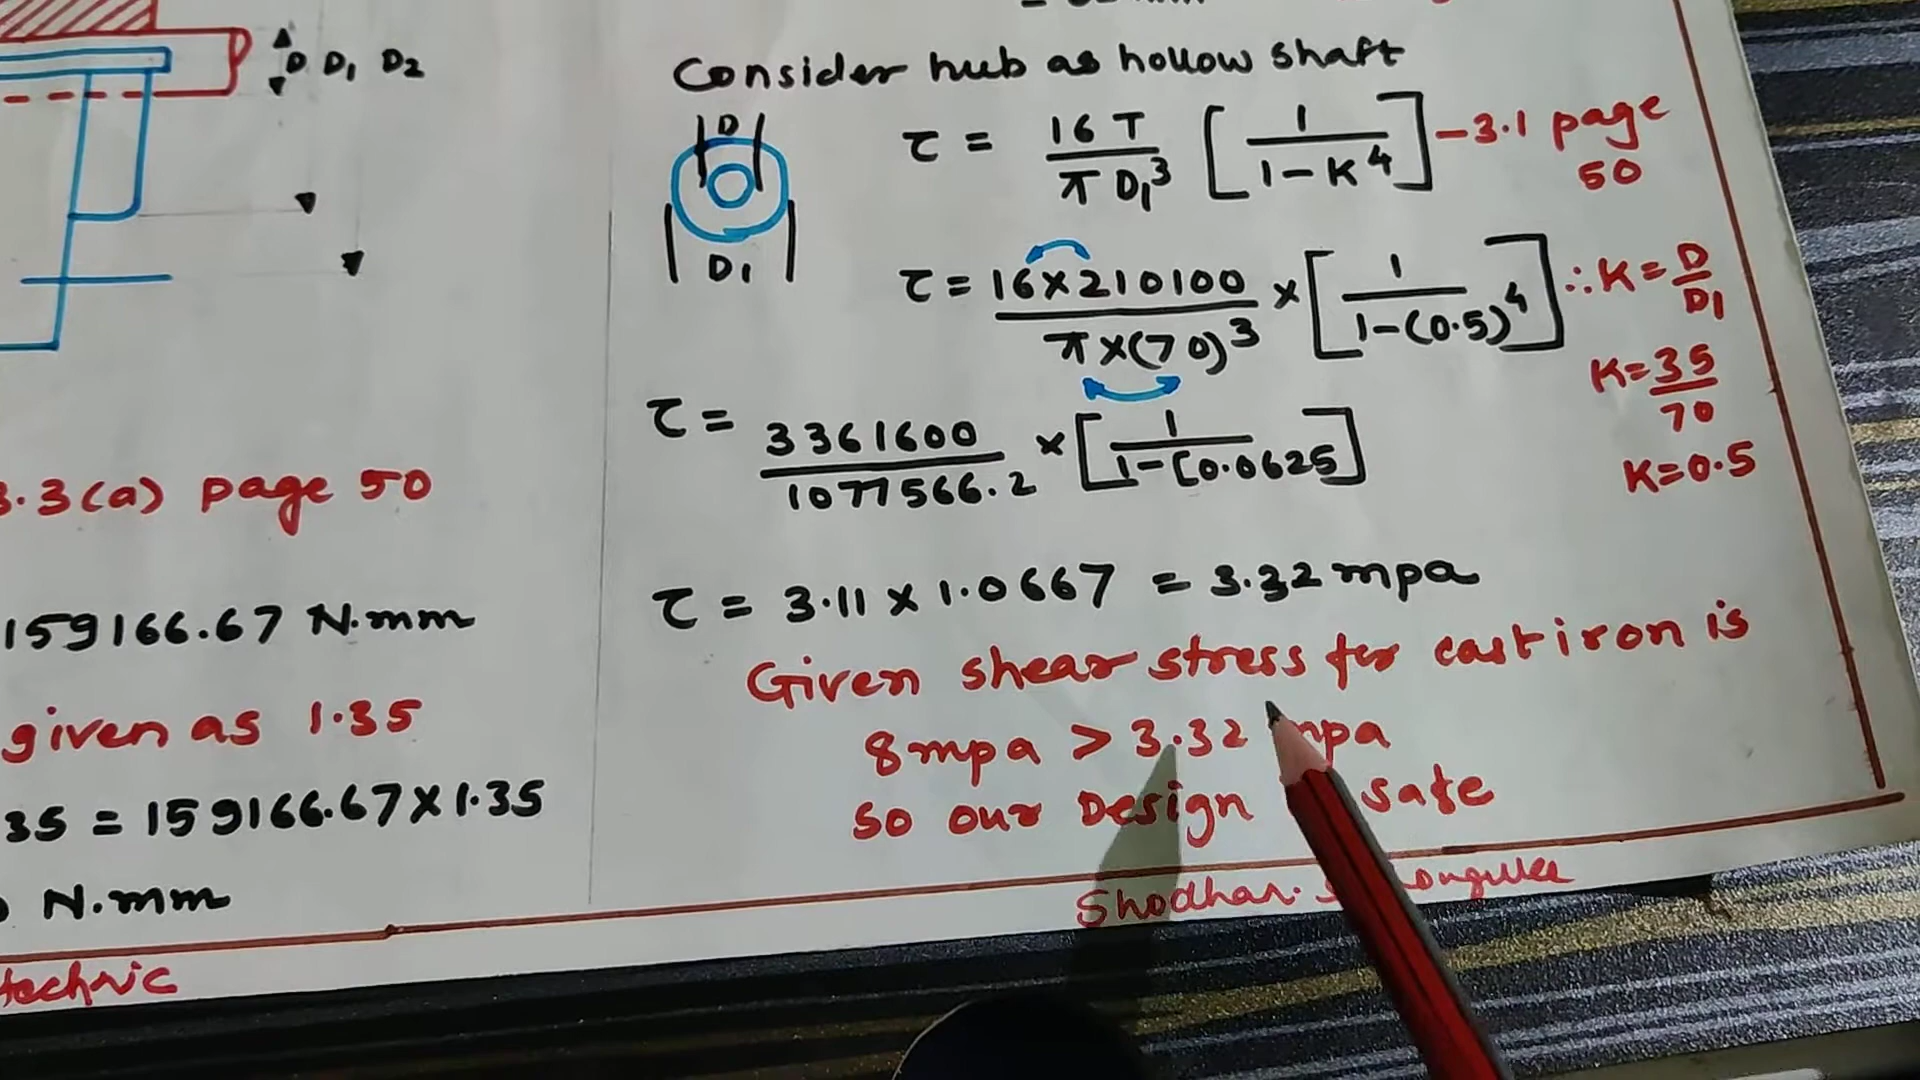 D D1 D2
3.3(a) page 50
159166.67 N.mm
given as 1.35
35 = 159166.67 x 1.35
N.mm
technic
Consider hub as hollow shaft
D
D1
τ = 16 T / π D1³ [1 / 1 - K⁴] - 3.1 page 50
τ = 16 x 210100 / π x (70)³ x [1 / 1 - (0.5)⁴] ∴ K = D / D1
K = 35 / 70
τ = 3361600 / 1077566.2 x [1 / 1 - (0.0625]
K = 0.5
τ = 3.11 x 1.0667 = 3.32 mpa
Given shear stress for cast iron is
8 mpa > 3.32 mpa
So our Design safe
Shodhan.